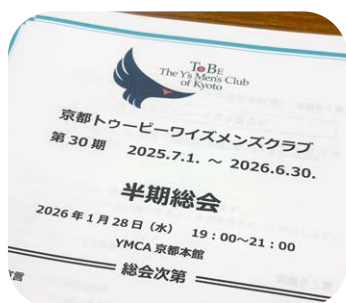 ToBE
The Y's Men's Club
of Kyoto
京都トゥービーワイズメンズクラブ
第30期 2025.7.1. ～ 2026.6.30.
半期総会
2026年1月28日（水） 19：00～21：00
YMCA 京都本館
総会次第